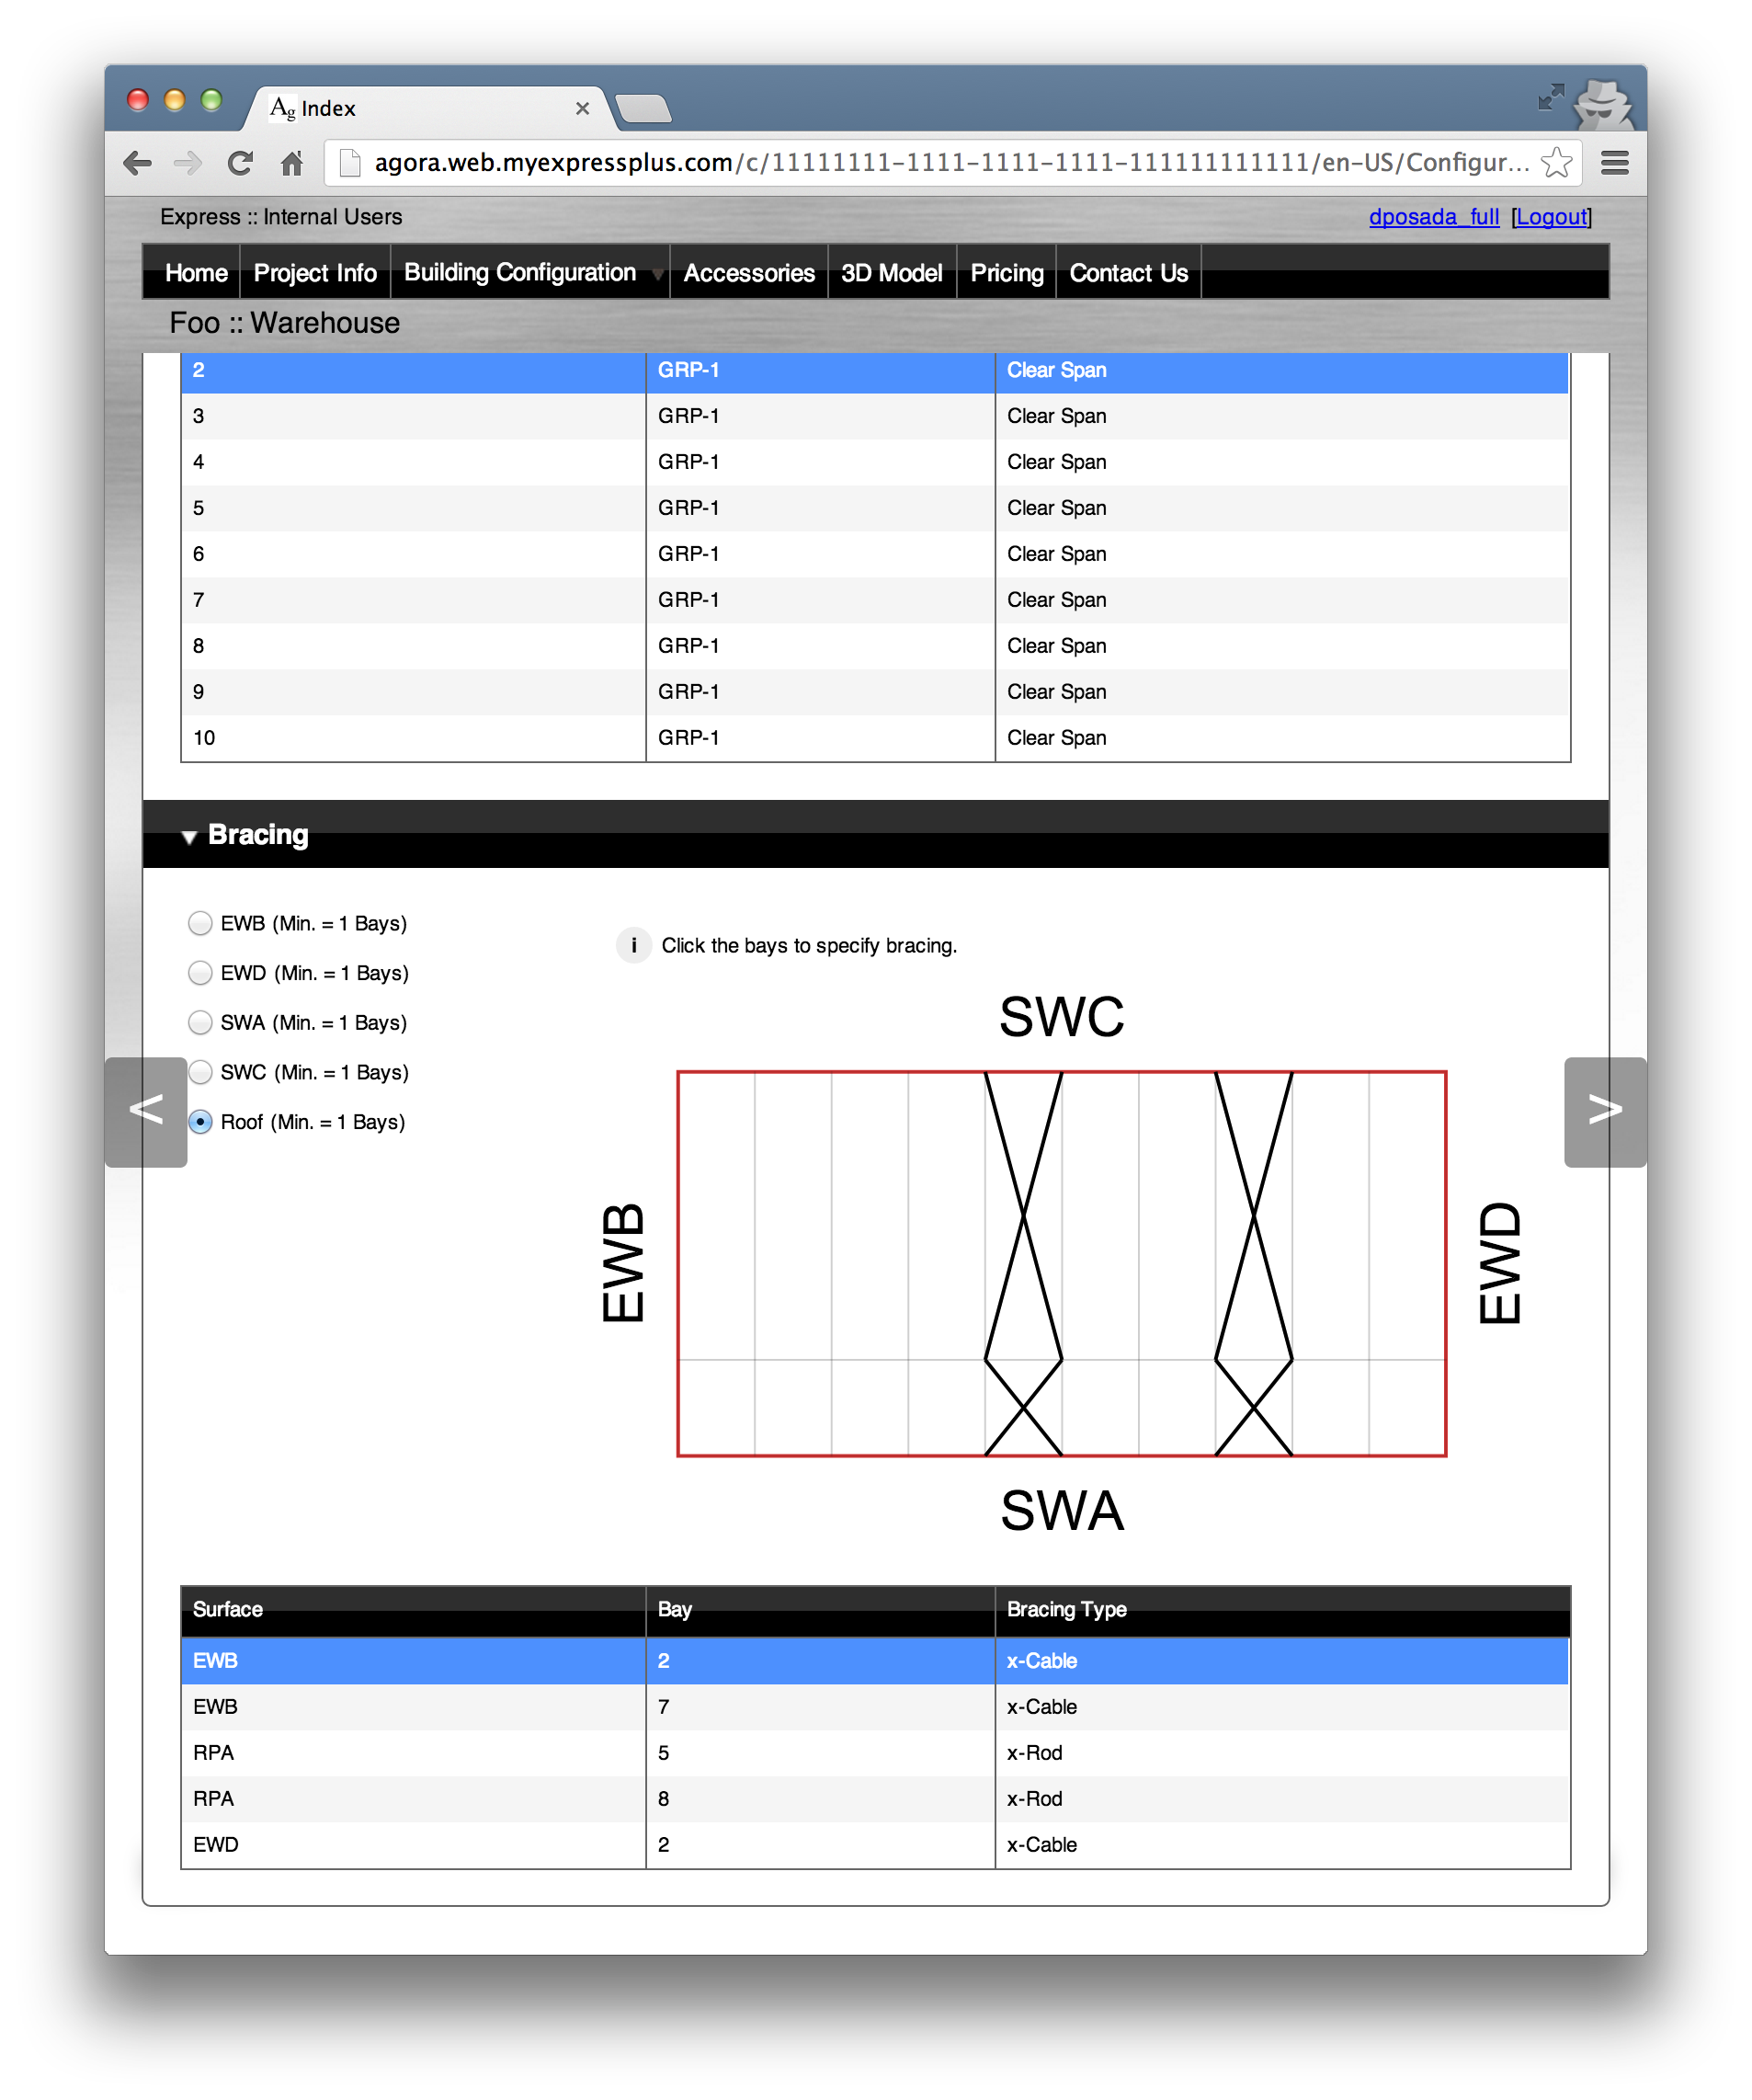 Ag Index
agora.web.myexpressplus.com/c/11111111-1111-1111-1111-111111111111/en-US/Configur...
Express :: Internal Users dposada_full [Logout]
Home Project Info Building Configuration Accessories 3D Model Pricing Contact Us
Foo :: Warehouse
2 GRP-1 Clear Span
3 GRP-1 Clear Span
4 GRP-1 Clear Span
5 GRP-1 Clear Span
6 GRP-1 Clear Span
7 GRP-1 Clear Span
8 GRP-1 Clear Span
9 GRP-1 Clear Span
10 GRP-1 Clear Span
Bracing
EWB (Min. = 1 Bays)
EWD (Min. = 1 Bays)
SWA (Min. = 1 Bays)
SWC (Min. = 1 Bays)
Roof (Min. = 1 Bays)
< >
i Click the bays to specify bracing.
SWC
EWB
EWD
SWA
Surface Bay Bracing Type
EWB 2 x-Cable
EWB 7 x-Cable
RPA 5 x-Rod
RPA 8 x-Rod
EWD 2 x-Cable